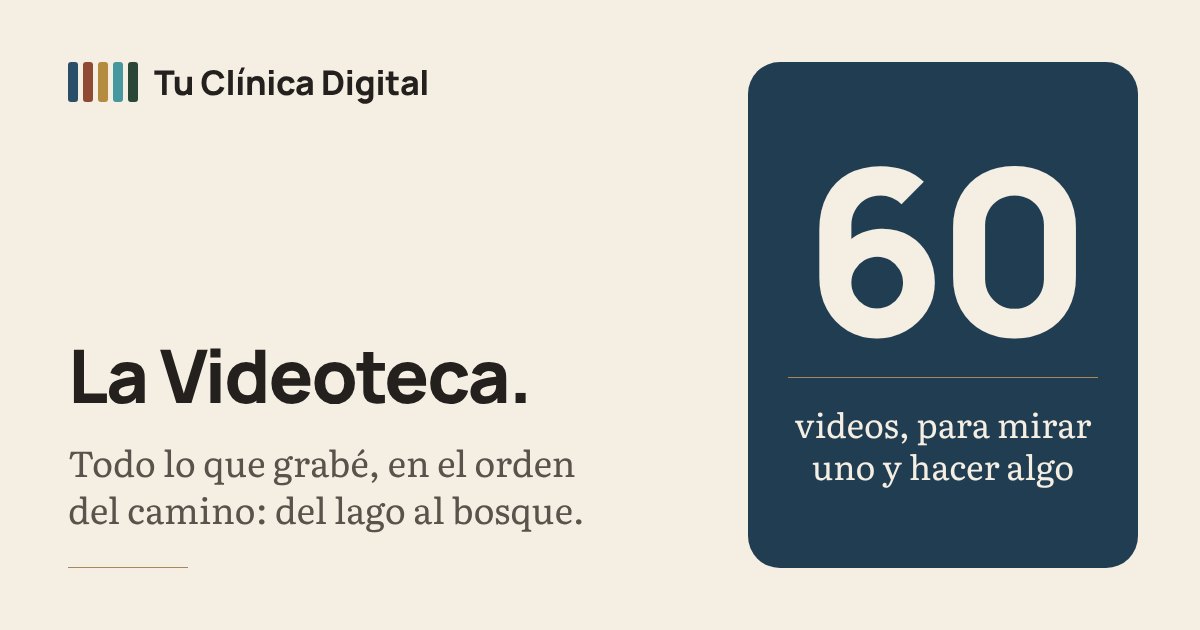 Tu Clínica Digital
La Videoteca.
Todo lo que grabé, en el orden
del camino: del lago al bosque.
60
videos, para mirar
uno y hacer algo